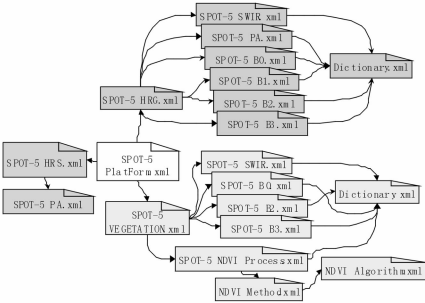 SPOT-5 SWIR.xml
SPOT-5 PA.xml
SPOT-5 B0.xml
SPOT-5 B1.xml
SPOT-5 B2.xml
SPOT-5 B3.xml
Dictionary.xml
SPOT-5 HRG.xml
SPOT-5 HRS.xml
SPOT-5
PlatForm.xml
SPOT-5 PA.xml
SPOT-5
VEGETATION.xml
SPOT-5 SWIR.xml
SPOT-5 B0.xml
SPOT-5 B2.xml
SPOT-5 B3.xml
Dictionary.xml
SPOT-5 NDVI Process.xml
NDVI Method.xml
NDVI Algorithm.xml